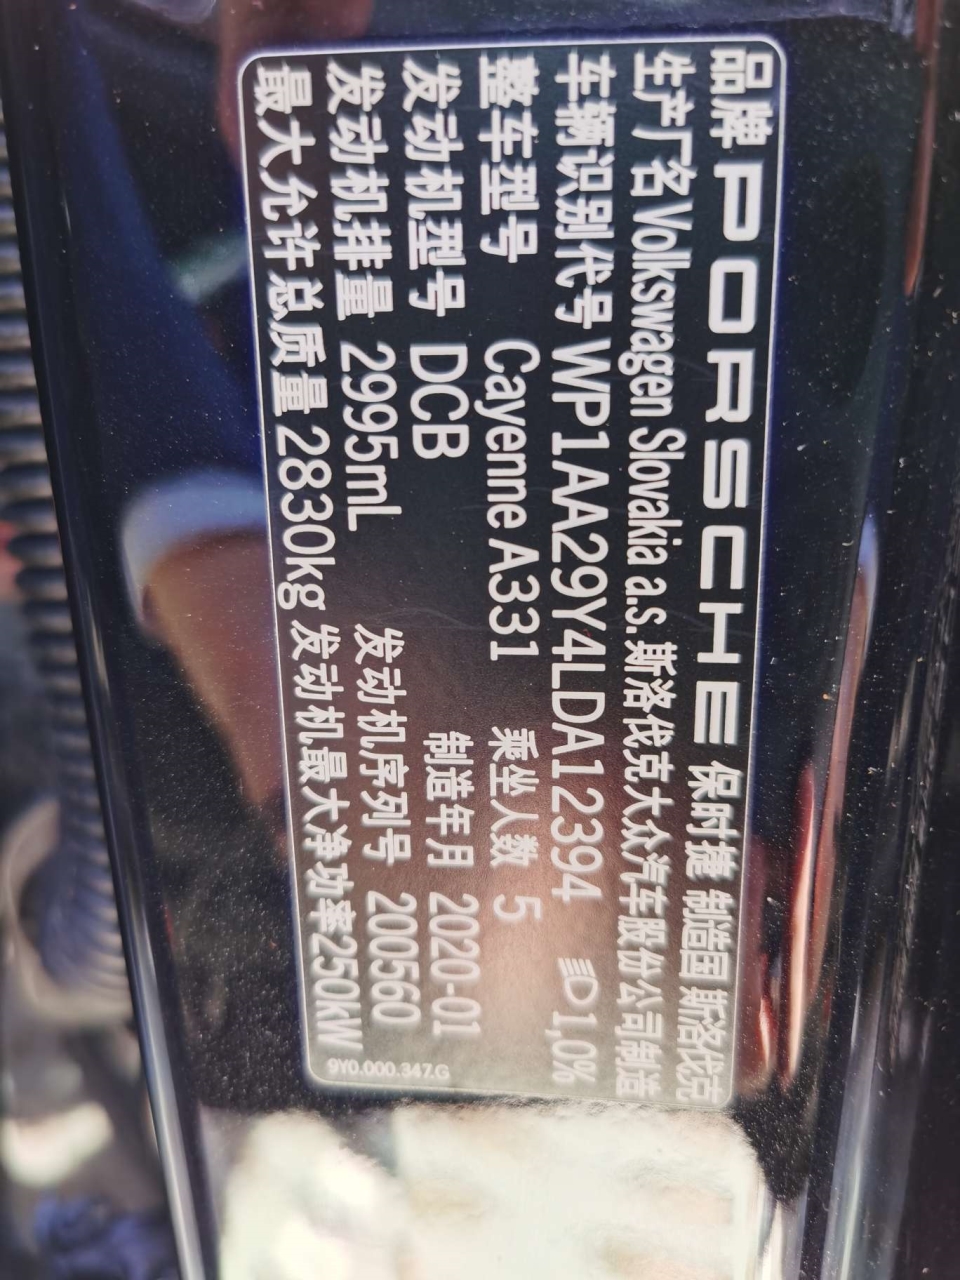 品牌 PORSCHE 保时捷 制造国 斯洛伐克
生产厂名 Volkswagen Slovakia a.s. 斯洛伐克大众汽车股份公司制造
车辆识别代号 WP1AA29Y4LDA12394 1,0%
整车型号 Cayenne A331 乘坐人数 5
发动机型号 DCB 制造年月 2020-01
发动机排量 2995mL 发动机序列号 200560
最大允许总质量 2830kg 发动机最大净功率250kW
9Y0.000.347.G